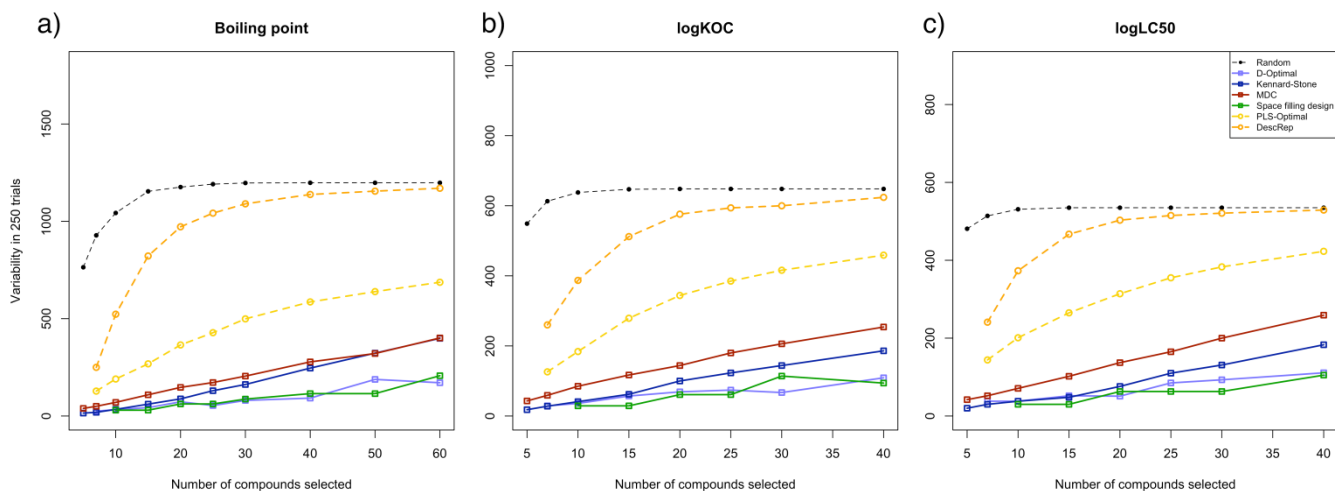 a)
Boiling point
Variability in 250 trials
1500
1000
500
0
10 20 30 40 50 60
Number of compounds selected
b)
logKOC
1000
800
600
400
200
0
5 10 15 20 25 30 35 40
Number of compounds selected
c)
logLC50
800
600
400
200
0
5 10 15 20 25 30 35 40
Number of compounds selected
Random
D-Optimal
Kennard-Stone
MDC
Space filling design
PLS-Optimal
DescRep